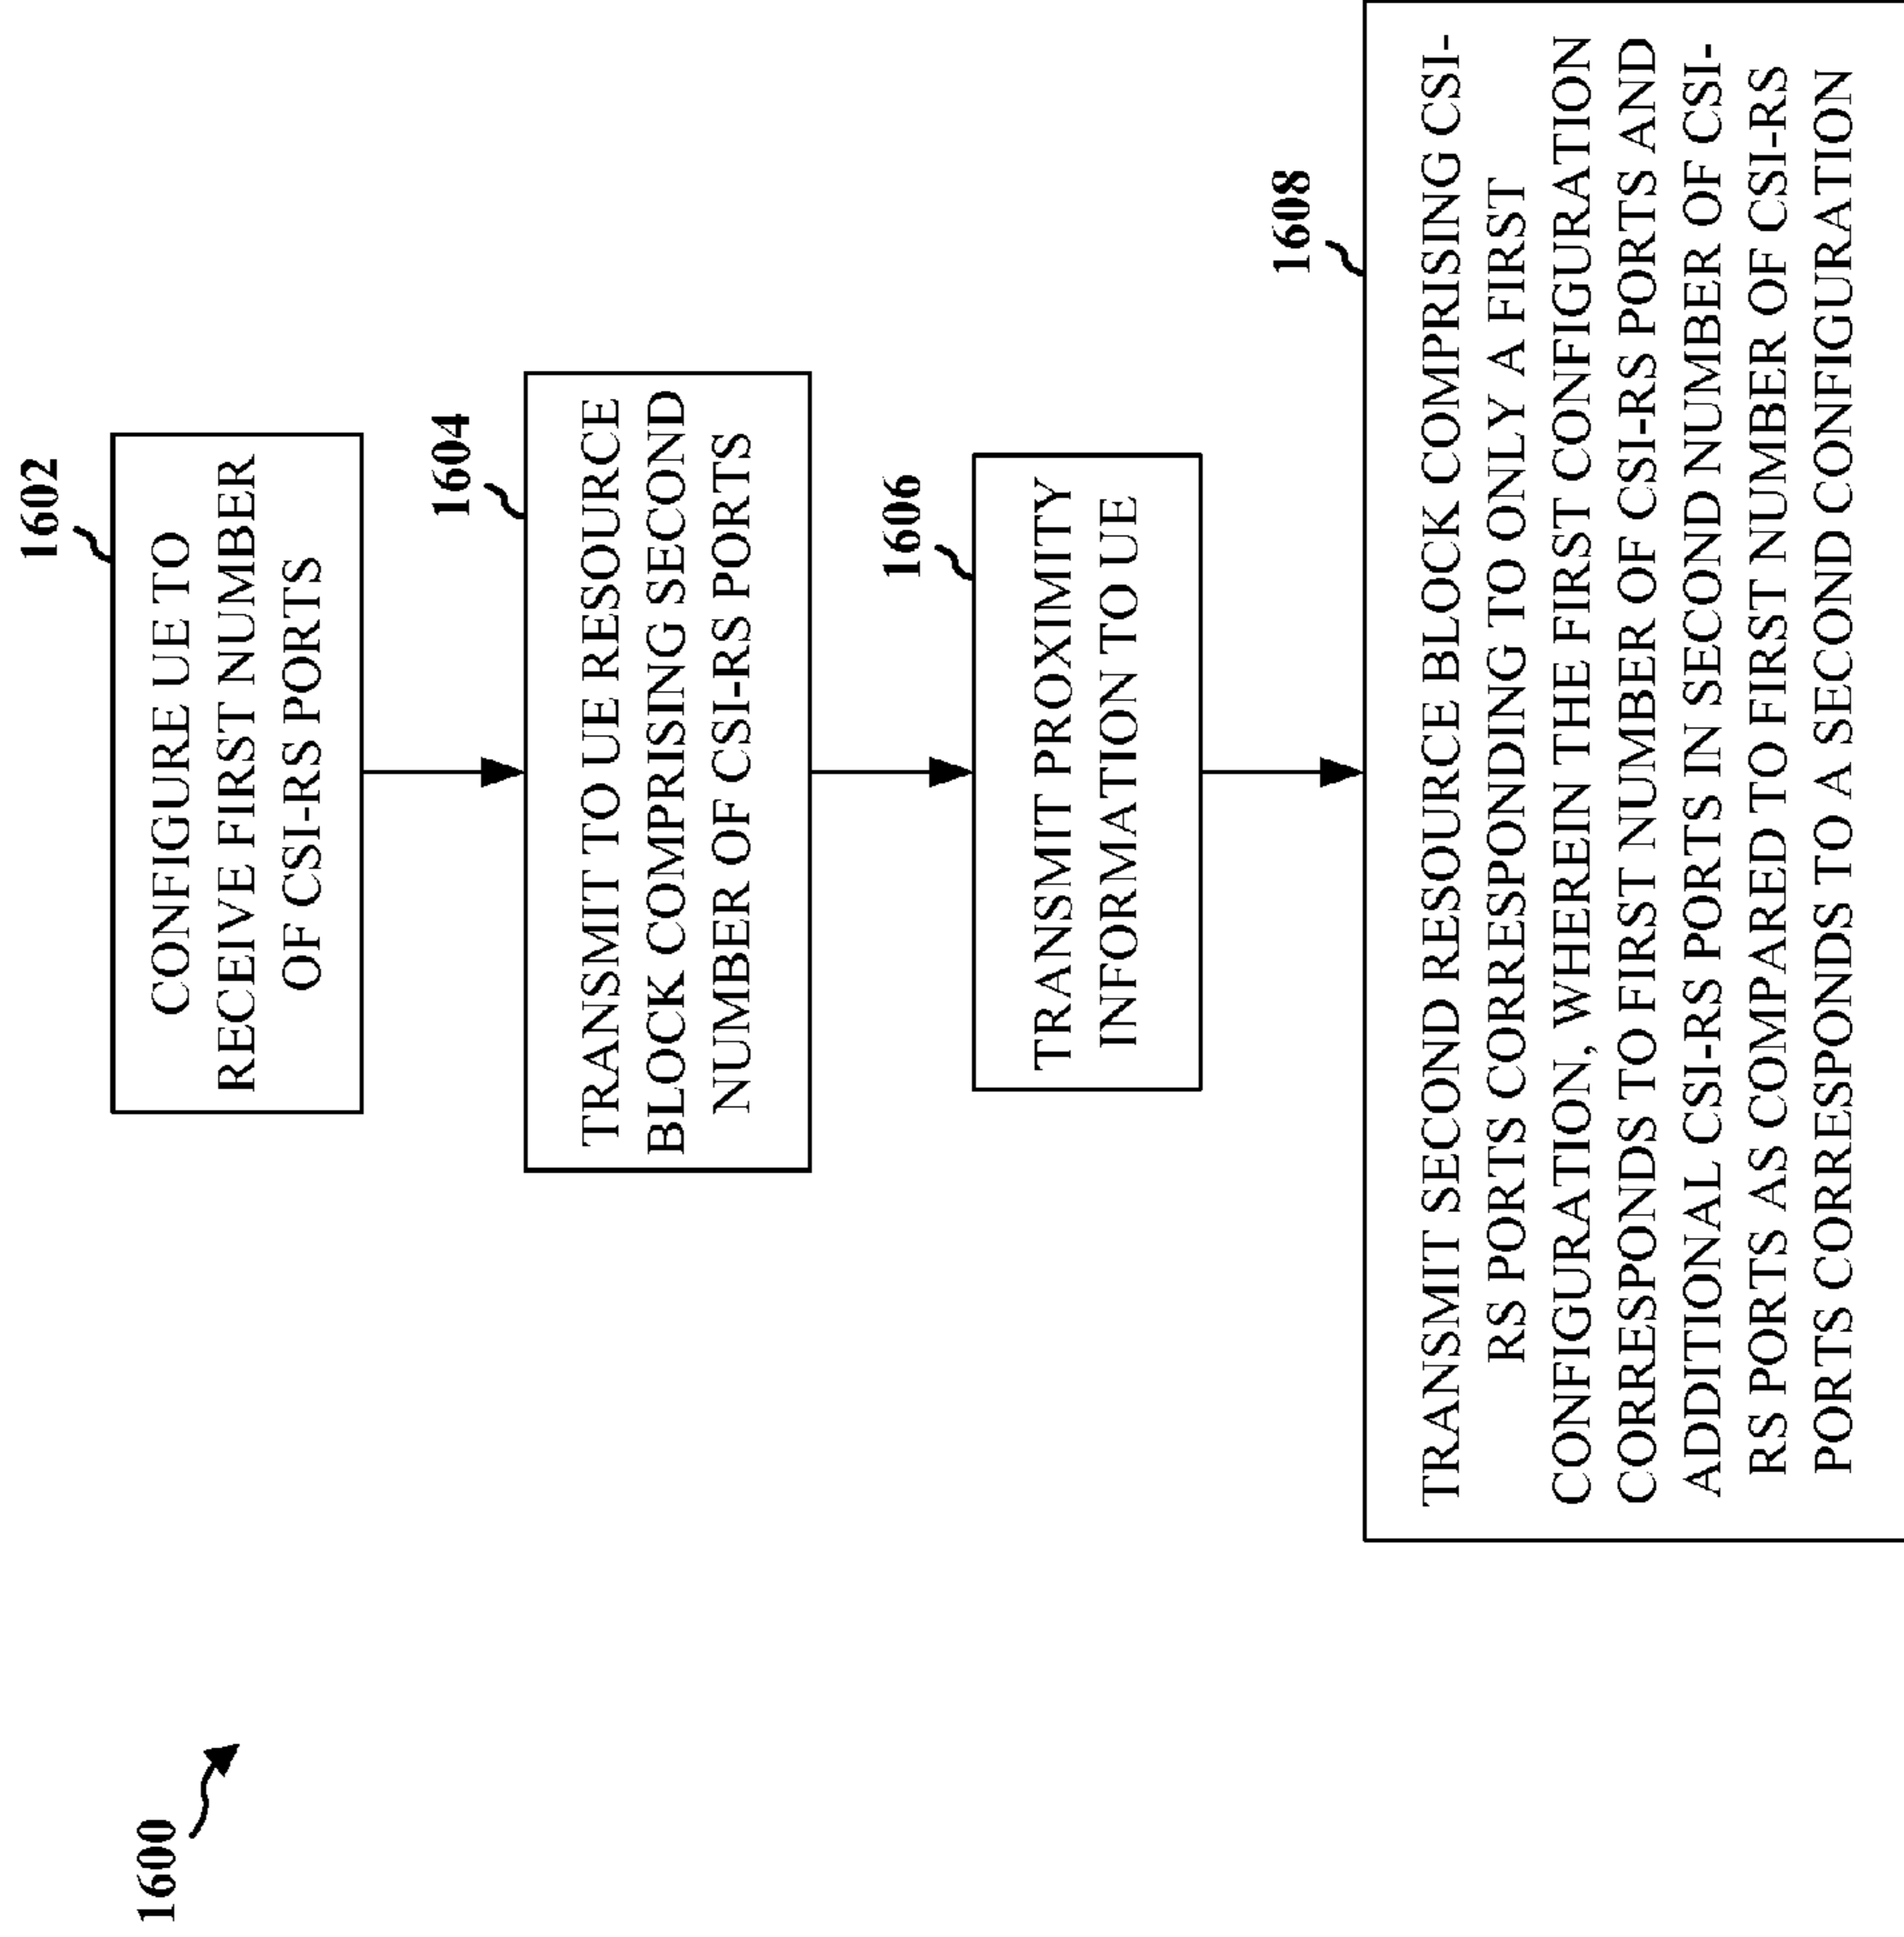 1600
1602
CONFIGURE UE TO
RECEIVE FIRST NUMBER
OF CSI-RS PORTS
1604
TRANSMIT TO UE RESOURCE
BLOCK COMPRISING SECOND
NUMBER OF CSI-RS PORTS
1606
TRANSMIT PROXIMITY
INFORMATION TO UE
1608
TRANSMIT SECOND RESOURCE BLOCK COMPRISING CSI-
RS PORTS CORRESPONDING TO ONLY A FIRST
CONFIGURATION, WHEREIN THE FIRST CONFIGURATION
CORRESPONDS TO FIRST NUMBER OF CSI-RS PORTS AND
ADDITIONAL CSI-RS PORTS IN SECOND NUMBER OF CSI-
RS PORTS AS COMPARED TO FIRST NUMBER OF CSI-RS
PORTS CORRESPONDS TO A SECOND CONFIGURATION